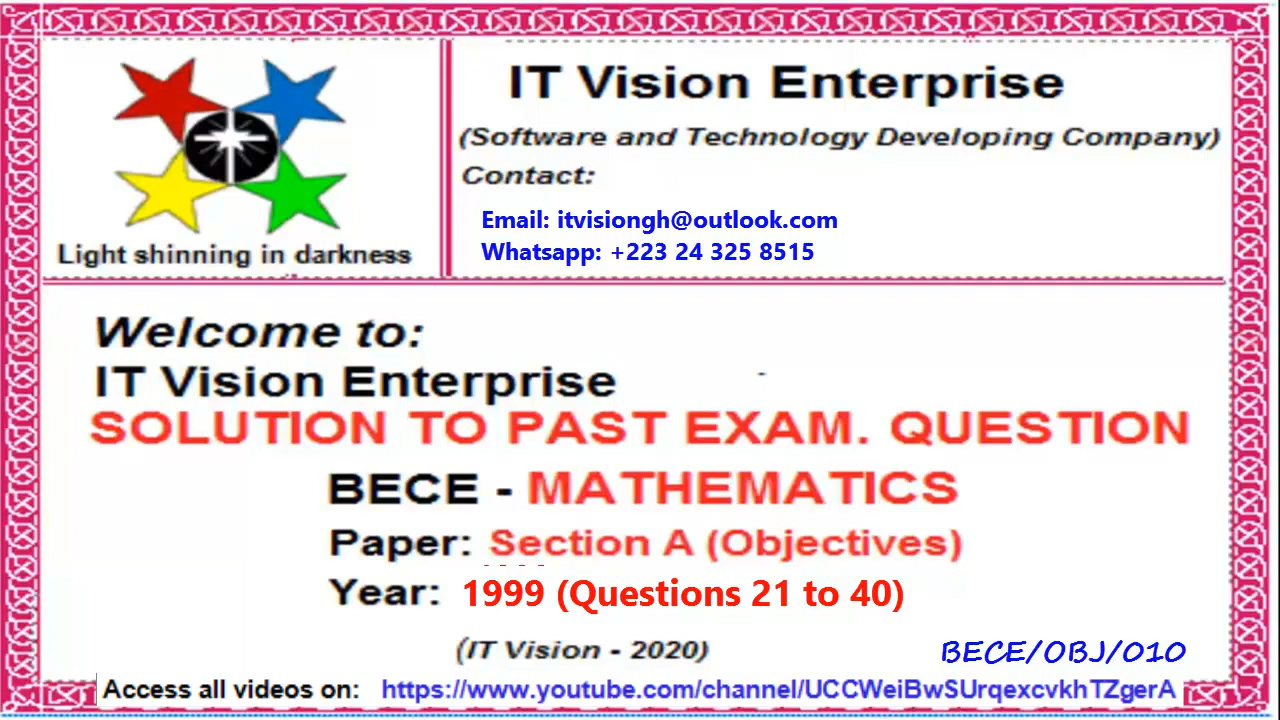 IT Vision Enterprise
(Software and Technology Developing Company)
Contact:
Email: itvisiongh@outlook.com
Whatsapp: +223 24 325 8515
Light shinning in darkness
Welcome to:
IT Vision Enterprise
SOLUTION TO PAST EXAM. QUESTION
BECE - MATHEMATICS
Paper: Section A (Objectives)
Year: 1999 (Questions 21 to 40)
(IT Vision - 2020)
BECE/OBJ/010
Access all videos on: https://www.youtube.com/channel/UCCWeiBwSUrqexcvkhTZgerA